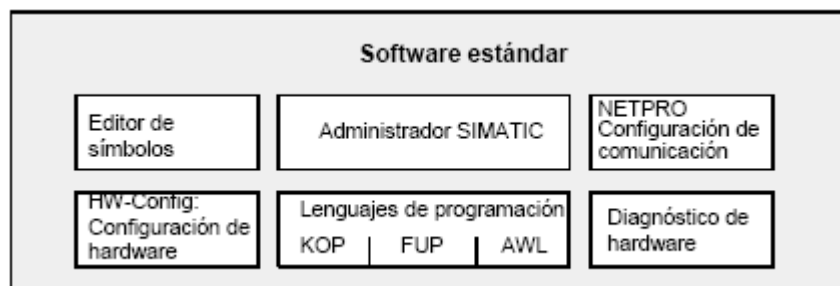 Software estándar
Editor de
símbolos
Administrador SIMATIC
NETPRO
Configuración de
comunicación
HW-Config:
Configuración de
hardware
Lenguajes de programación
KOP FUP AWL
Diagnóstico de
hardware